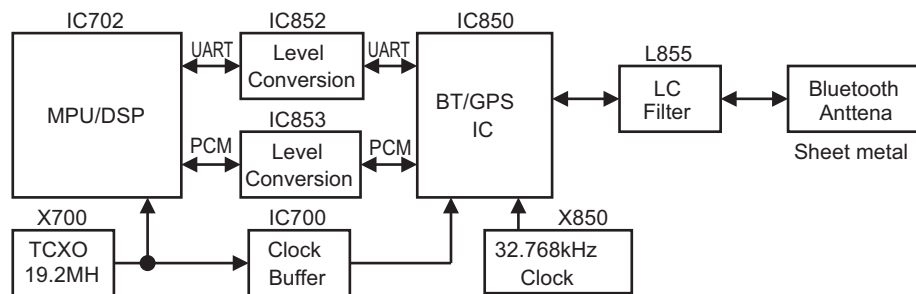 IC702
IC852
IC850
MPU/DSP
UART
Level
Conversion
UART
BT/GPS
IC
L855
LC
Filter
Bluetooth
Anttena
Sheet metal
IC853
PCM
Level
Conversion
PCM
X700
TCXO
19.2MH
IC700
Clock
Buffer
X850
32.768kHz
Clock